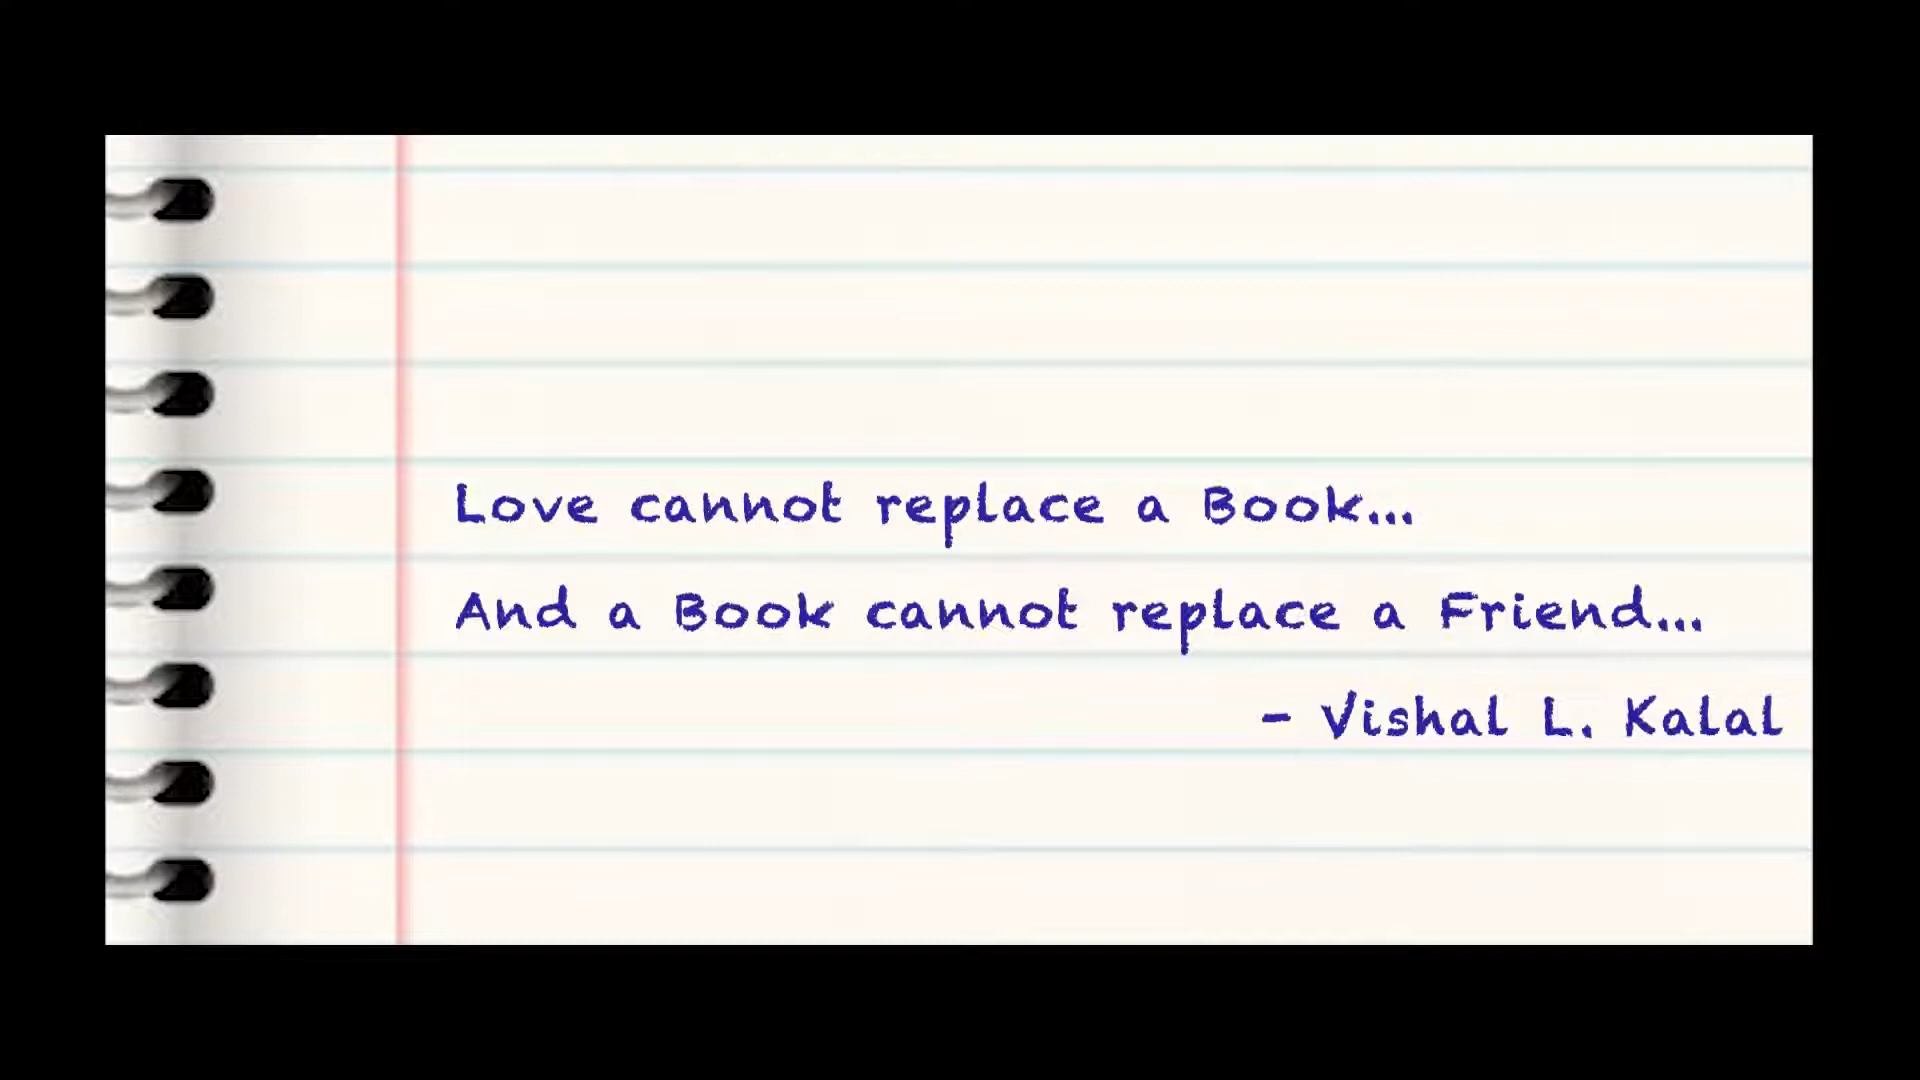 Love cannot replace a Book...
And a Book cannot replace a Friend...
- Vishal L. Kalal